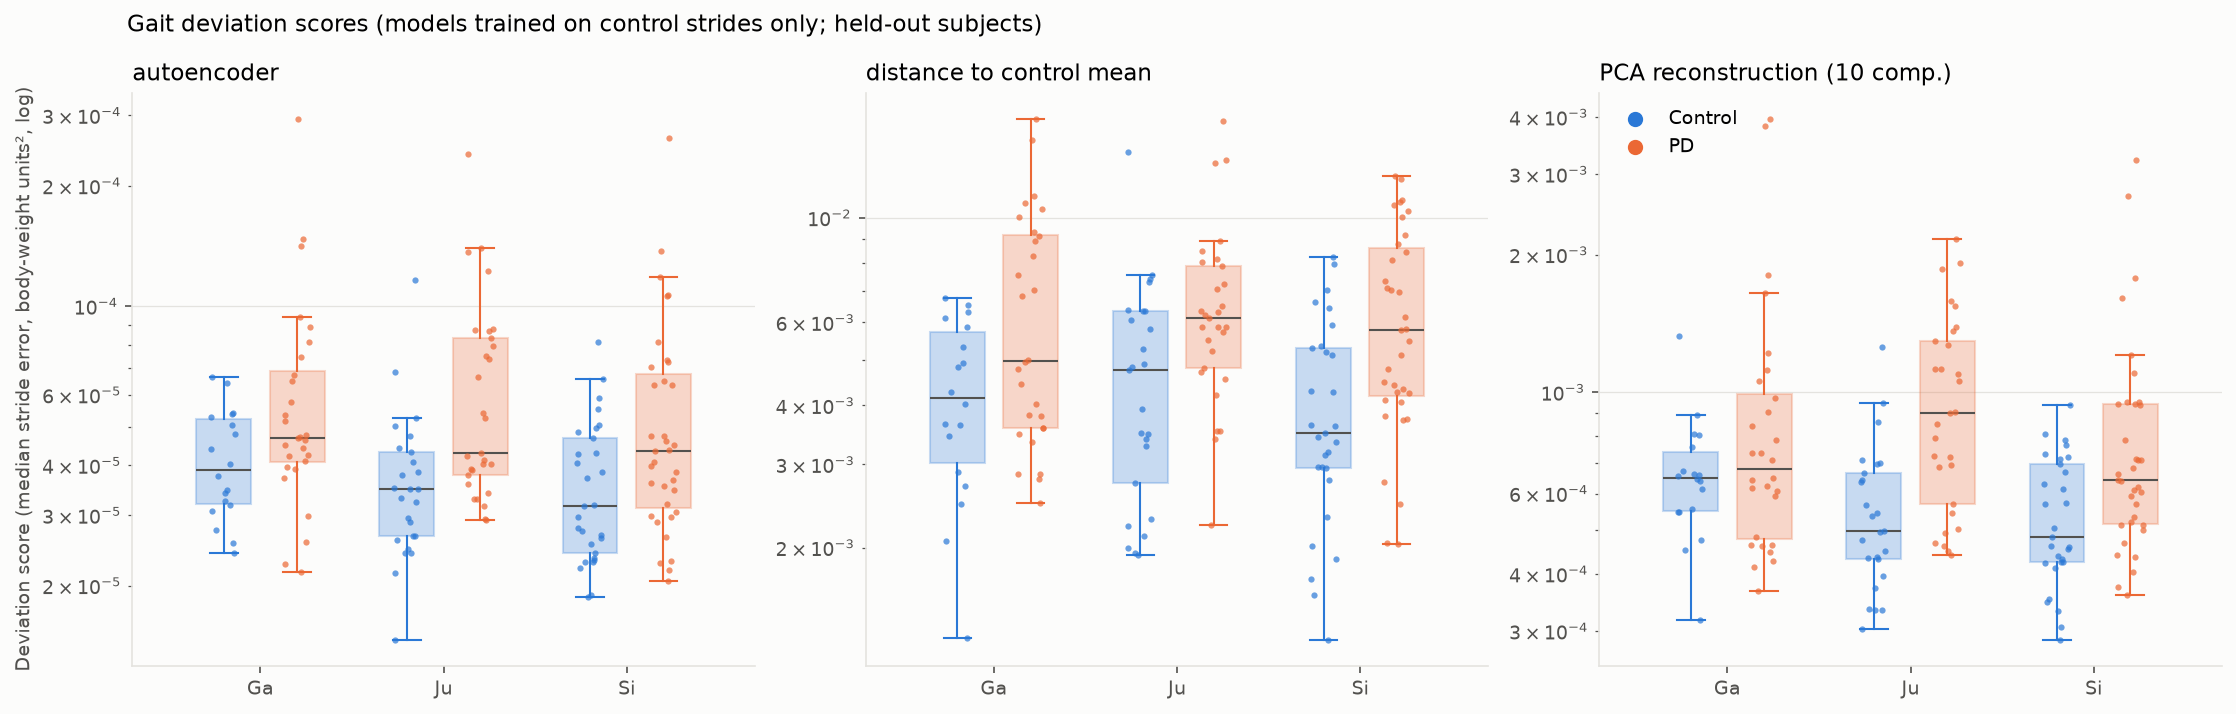 Gait deviation scores (models trained on control strides only; held-out subjects)
autoencoder
distance to control mean
PCA reconstruction (10 comp.)
Deviation score (median stride error, body-weight units², log)
3 × 10⁻⁴
2 × 10⁻⁴
10⁻⁴
6 × 10⁻⁵
4 × 10⁻⁵
3 × 10⁻⁵
2 × 10⁻⁵
Ga Ju Si
10⁻²
6 × 10⁻³
4 × 10⁻³
3 × 10⁻³
2 × 10⁻³
Ga Ju Si
4 × 10⁻³
3 × 10⁻³
2 × 10⁻³
10⁻³
6 × 10⁻⁴
4 × 10⁻⁴
3 × 10⁻⁴
Control
PD
Ga Ju Si